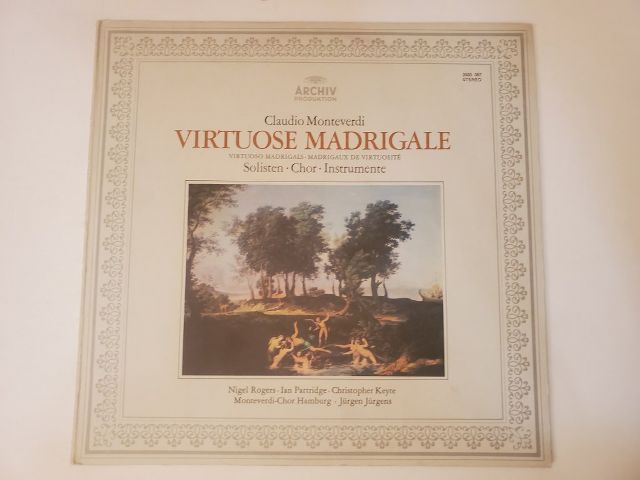 ARCHIV
PRODUKTION
STEREO
Claudio Monteverdi
VIRTUOSE MADRIGALE
VIRTUOSO MADRIGALS · MADRIGAUX DE VIRTUOSITÉ
Solisten · Chor · Instrumente
Nigel Rogers · Ian Partridge · Christopher Keyte
Monteverdi-Chor Hamburg · Jürgen Jürgens